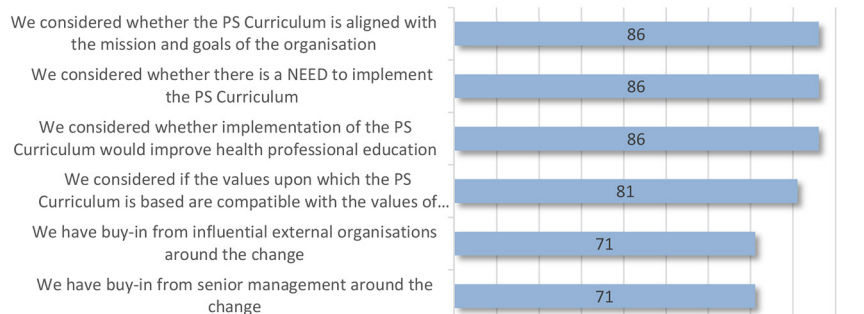 We considered whether the PS Curriculum is aligned with
the mission and goals of the organisation
86
We considered whether there is a NEED to implement
the PS Curriculum
86
We considered whether implementation of the PS
Curriculum would improve health professional education
86
We considered if the values upon which the PS
Curriculum is based are compatible with the values of…
81
We have buy-in from influential external organisations
around the change
71
We have buy-in from senior management around the
change
71